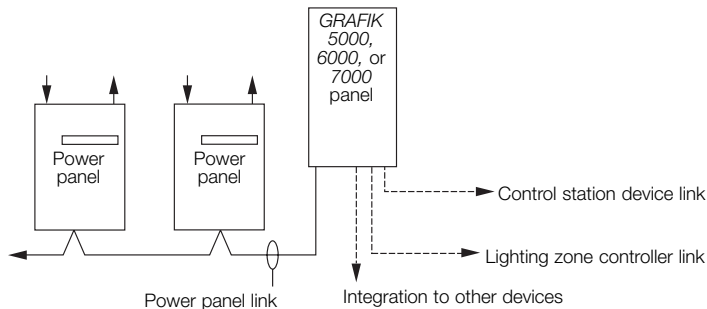 GRAFIK
5000,
6000, or
7000
panel
Power
panel
Power
panel
Control station device link
Lighting zone controller link
Power panel link
Integration to other devices